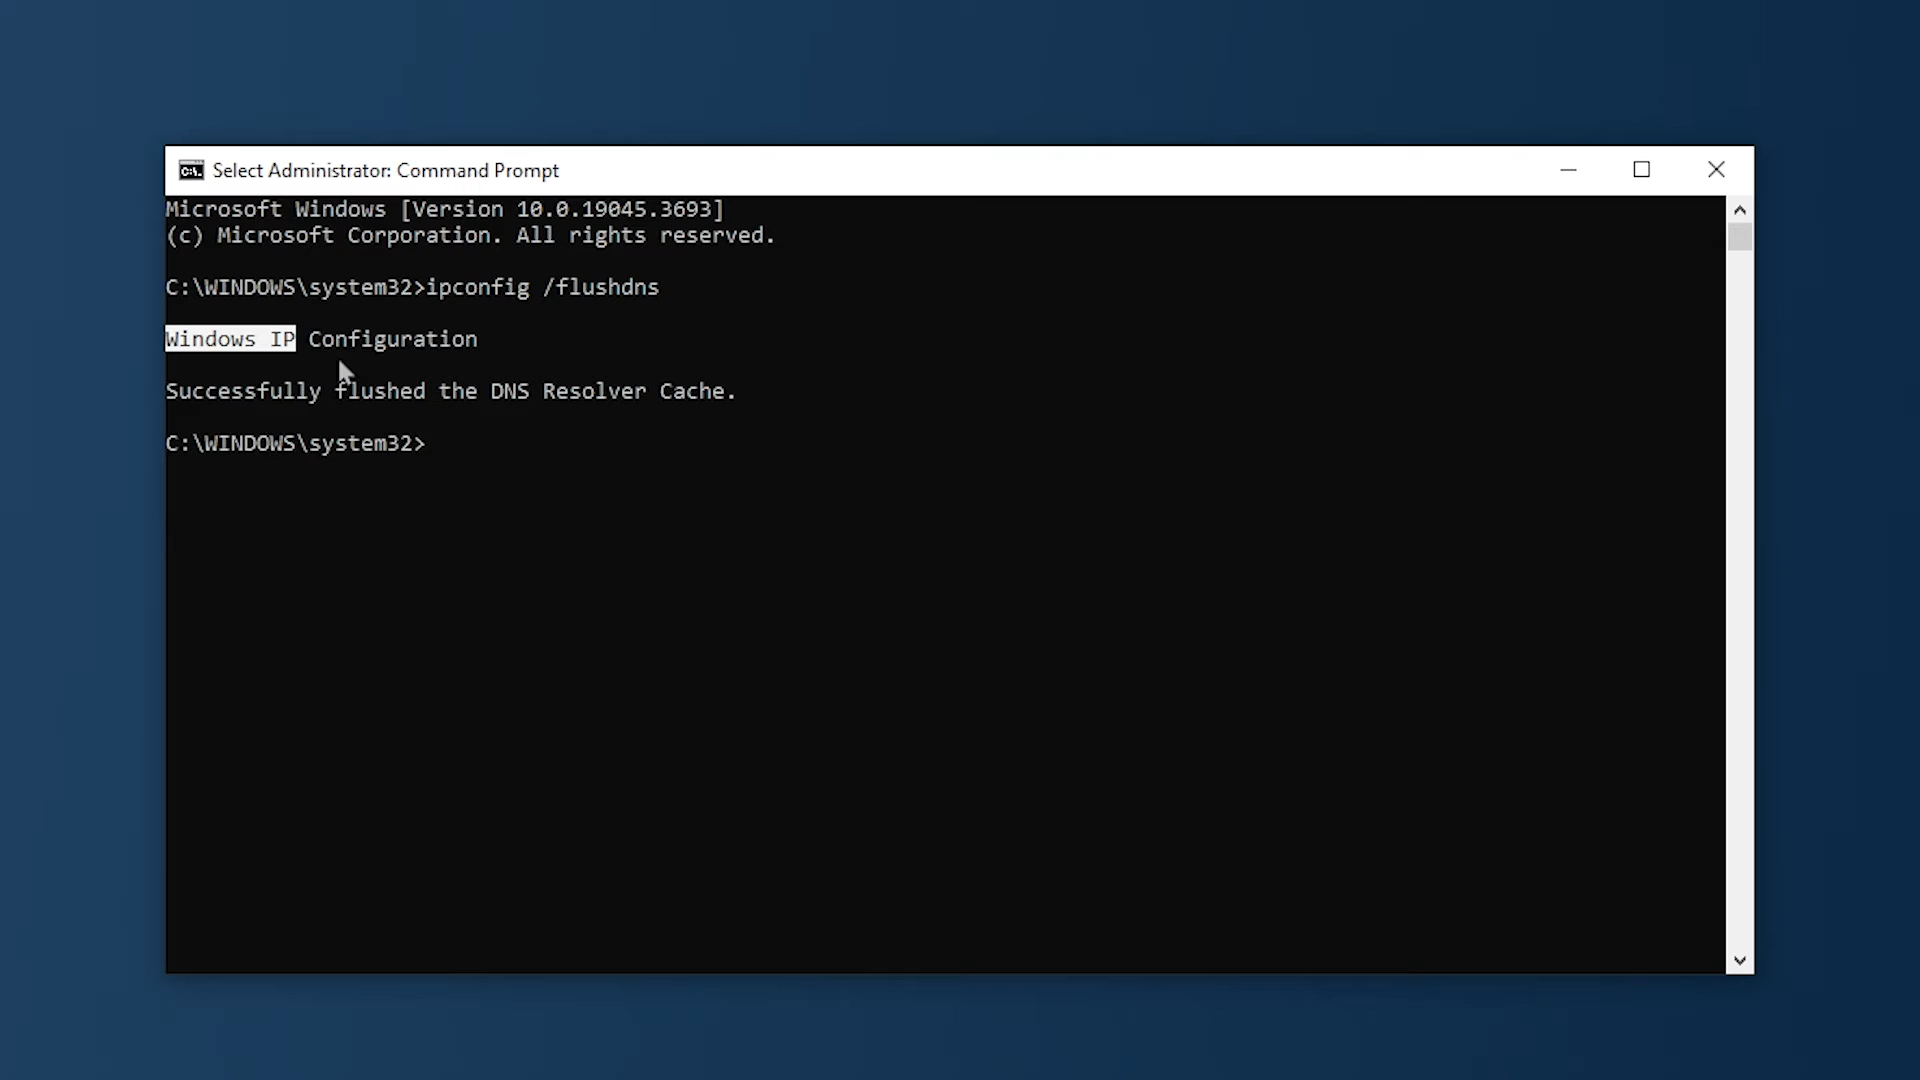 Select Administrator: Command Prompt
Microsoft Windows [Version 10.0.19045.3693]
(c) Microsoft Corporation. All rights reserved.
C:\WINDOWS\system32>ipconfig /flushdns
Windows IP Configuration
Successfully flushed the DNS Resolver Cache.
C:\WINDOWS\system32>